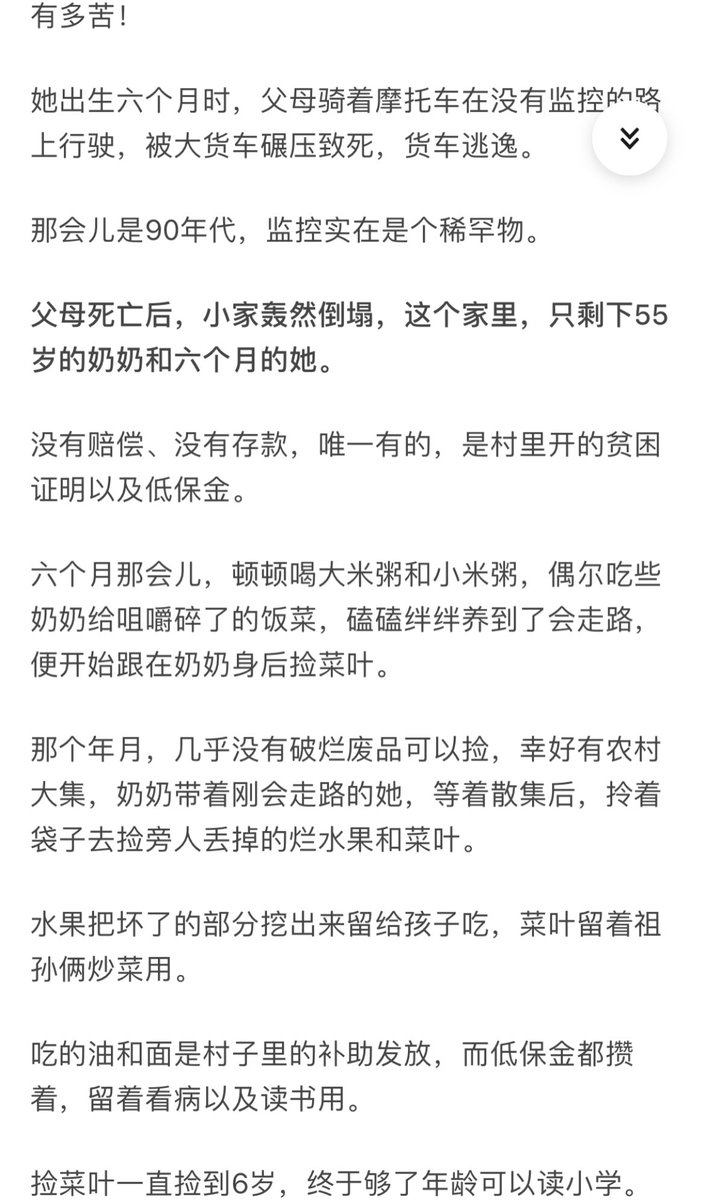 有多苦！
她出生六个月时，父母骑着摩托车在没有监控的路
上行驶，被大货车碾压致死，货车逃逸。
那会儿是90年代，监控实在是个稀罕物。
父母死亡后，小家轰然倒塌，这个家里，只剩下55
岁的奶奶和六个月的她。
没有赔偿、没有存款，唯一有的，是村里开的贫困
证明以及低保金。
六个月那会儿，顿顿喝大米粥和小米粥，偶尔吃些
奶奶给咀嚼碎了的饭菜，磕磕绊绊养到了会走路，
便开始跟在奶奶身后捡菜叶。
那个年月，几乎没有破烂废品可以捡，幸好有农村
大集，奶奶带着刚会走路的她，等着散集后，拎着
袋子去捡旁人丢掉的烂水果和菜叶。
水果把坏了的部分挖出来留给孩子吃，菜叶留着祖
孙俩炒菜用。
吃的油和面是村子里的补助发放，而低保金都攒
着，留着看病以及读书用。
捡菜叶一直捡到6岁，终于够了年龄可以读小学。